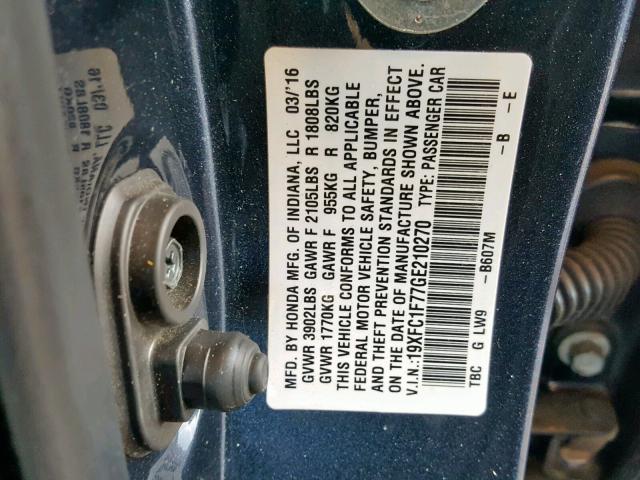 MFD. BY HONDA MFG. OF INDIANA, LLC 03/'16
GVWR 3902LBS GAWR F 2105LBS R 1808LBS
GVWR 1770KG GAWR F 955KG R 820KG
THIS VEHICLE CONFORMS TO ALL APPLICABLE
FEDERAL MOTOR VEHICLE SAFETY, BUMPER,
AND THEFT PREVENTION STANDARDS IN EFFECT
ON THE DATE OF MANUFACTURE SHOWN ABOVE.
V.I.N.:19XFC1F77GE210270 TYPE: PASSENGER CAR
TBC G LW9 -B607M -B -E